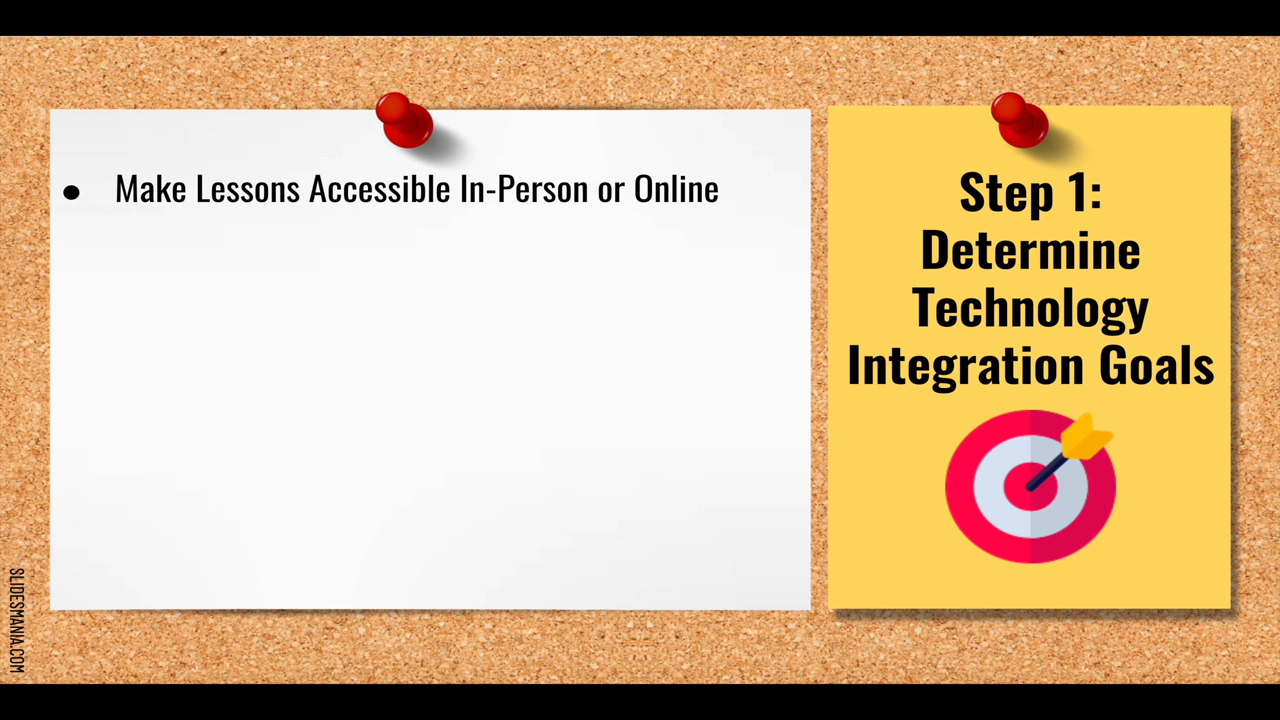 ● Make Lessons Accessible In-Person or Online
Step 1:
Determine
Technology
Integration Goals
SLIDESMANIA.COM